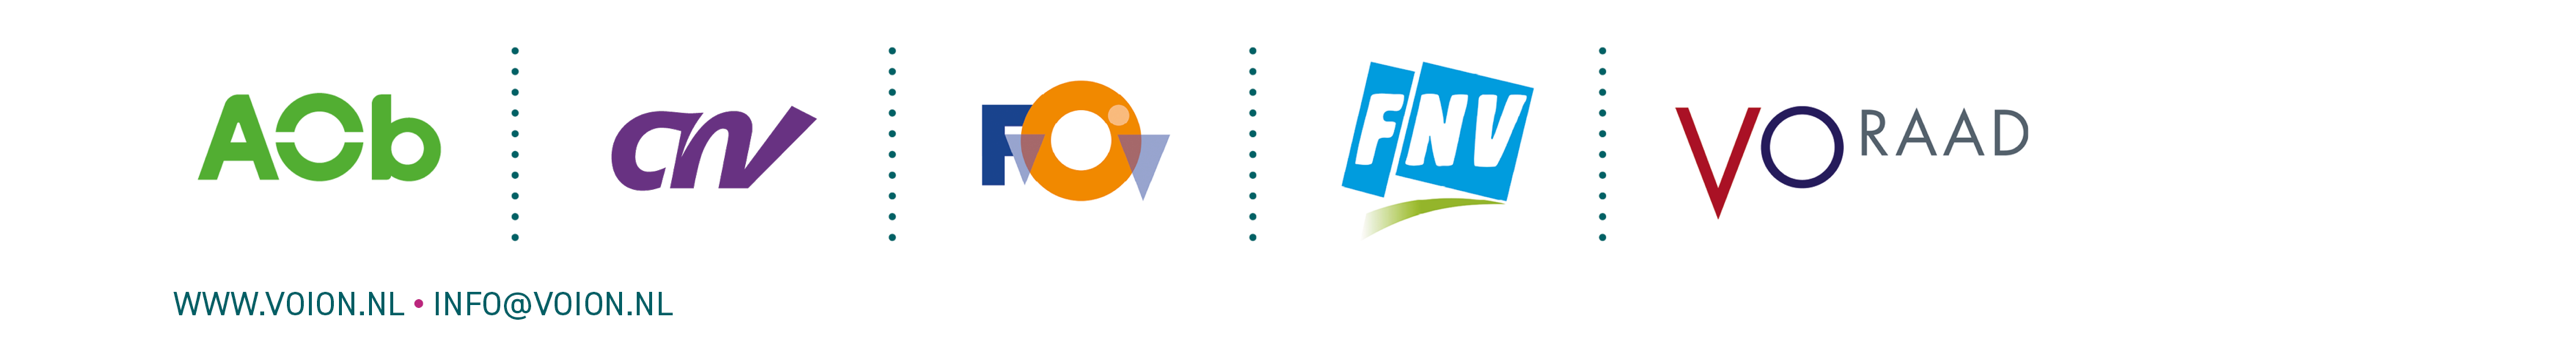 AOb
cnv
FOV
FNV
VO RAAD
WWW.VOION.NL • INFO@VOION.NL